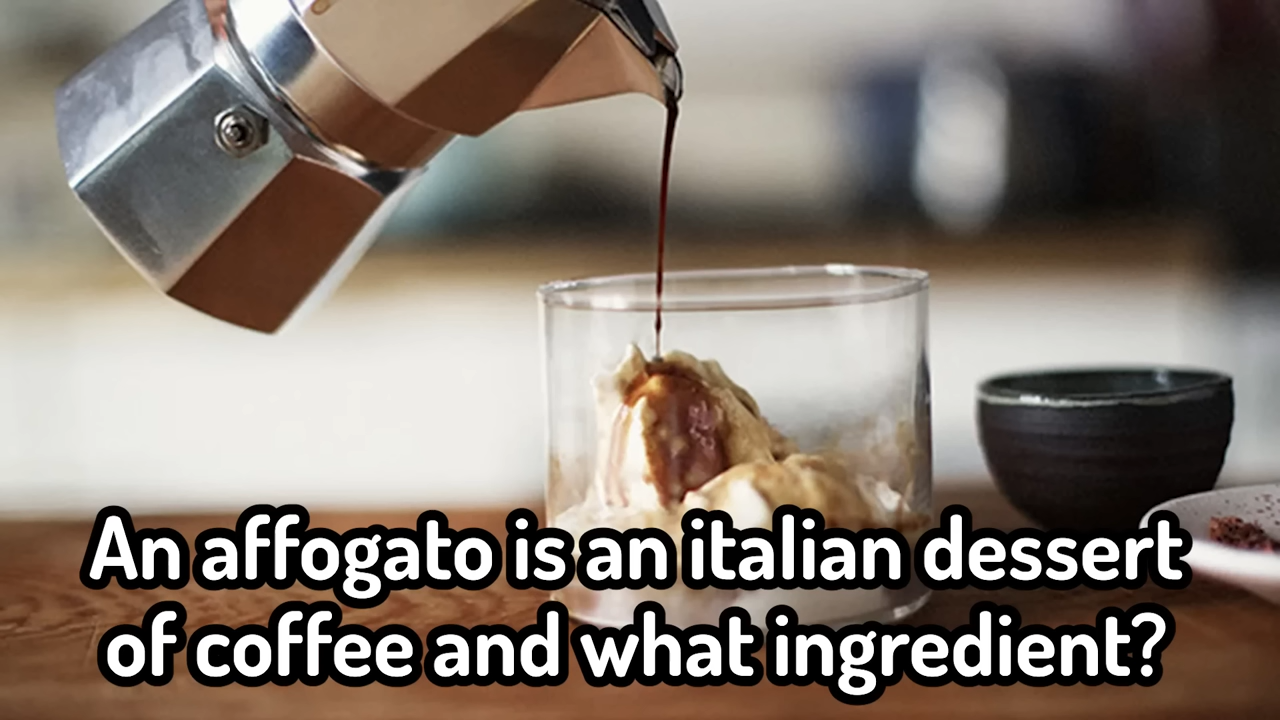 An affogato is an italian dessert
of coffee and what ingredient?